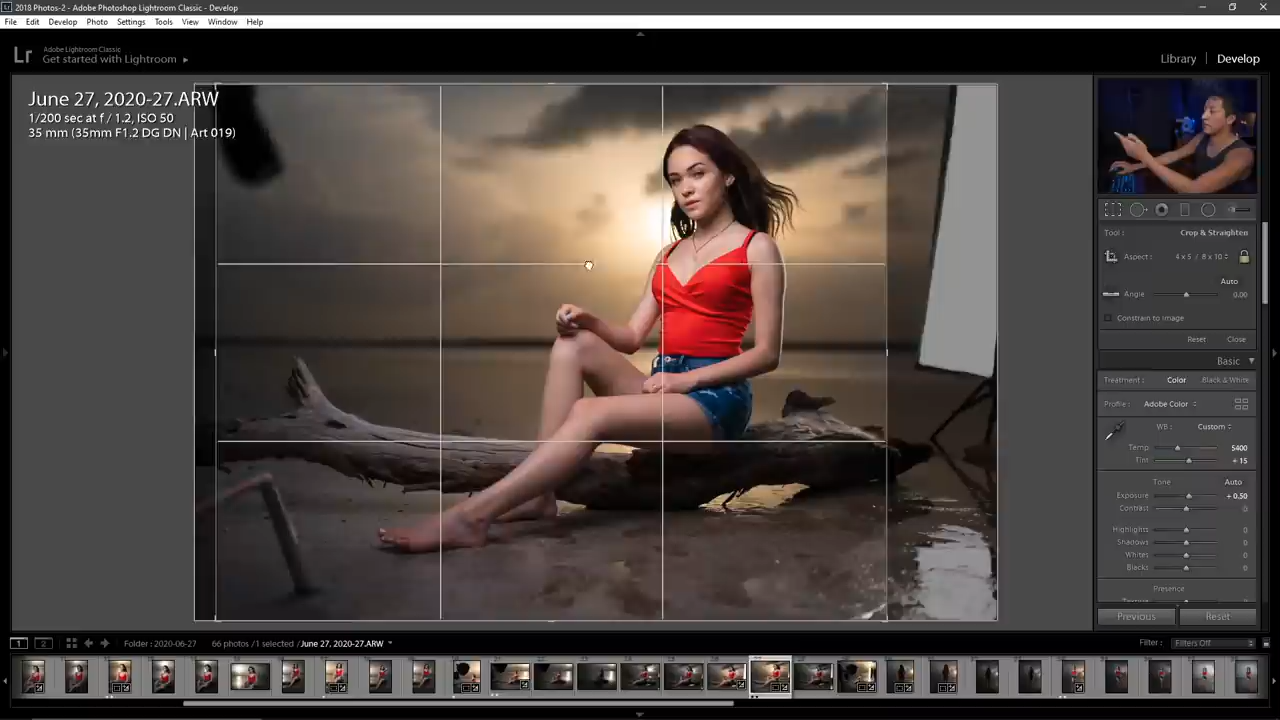 2018 Photos-2 - Adobe Photoshop Lightroom Classic - Develop
File Edit Develop Photo Settings Tools View Window Help
Lr
Adobe Lightroom Classic
Get started with Lightroom
Library | Develop
June 27, 2020-27.ARW
1/200 sec at f / 1.2, ISO 50
35 mm (35mm F1.2 DG DN | Art 019)
Tool : Crop & Straighten
Aspect : 4 x 5 / 8 x 10
Auto
Angle 0.00
Constrain to Image
Reset Close
Basic
Treatment : Color Black & White
Profile : Adobe Color
WB : Custom
Temp 5400
Tint + 15
Tone Auto
Exposure + 0.50
Contrast 0
Highlights 0
Shadows 0
Whites 0
Blacks 0
Presence
Previous Reset
1 2 Folder : 2020-06-27 66 photos / 1 selected / June 27, 2020-27.ARW Filter : Filters Off